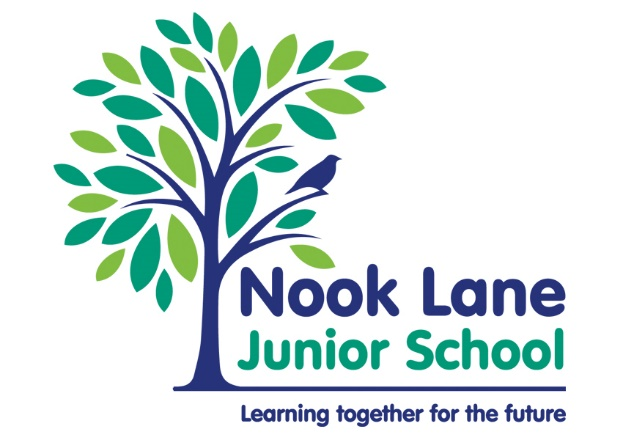 Nook Lane
Junior School
Learning together for the future